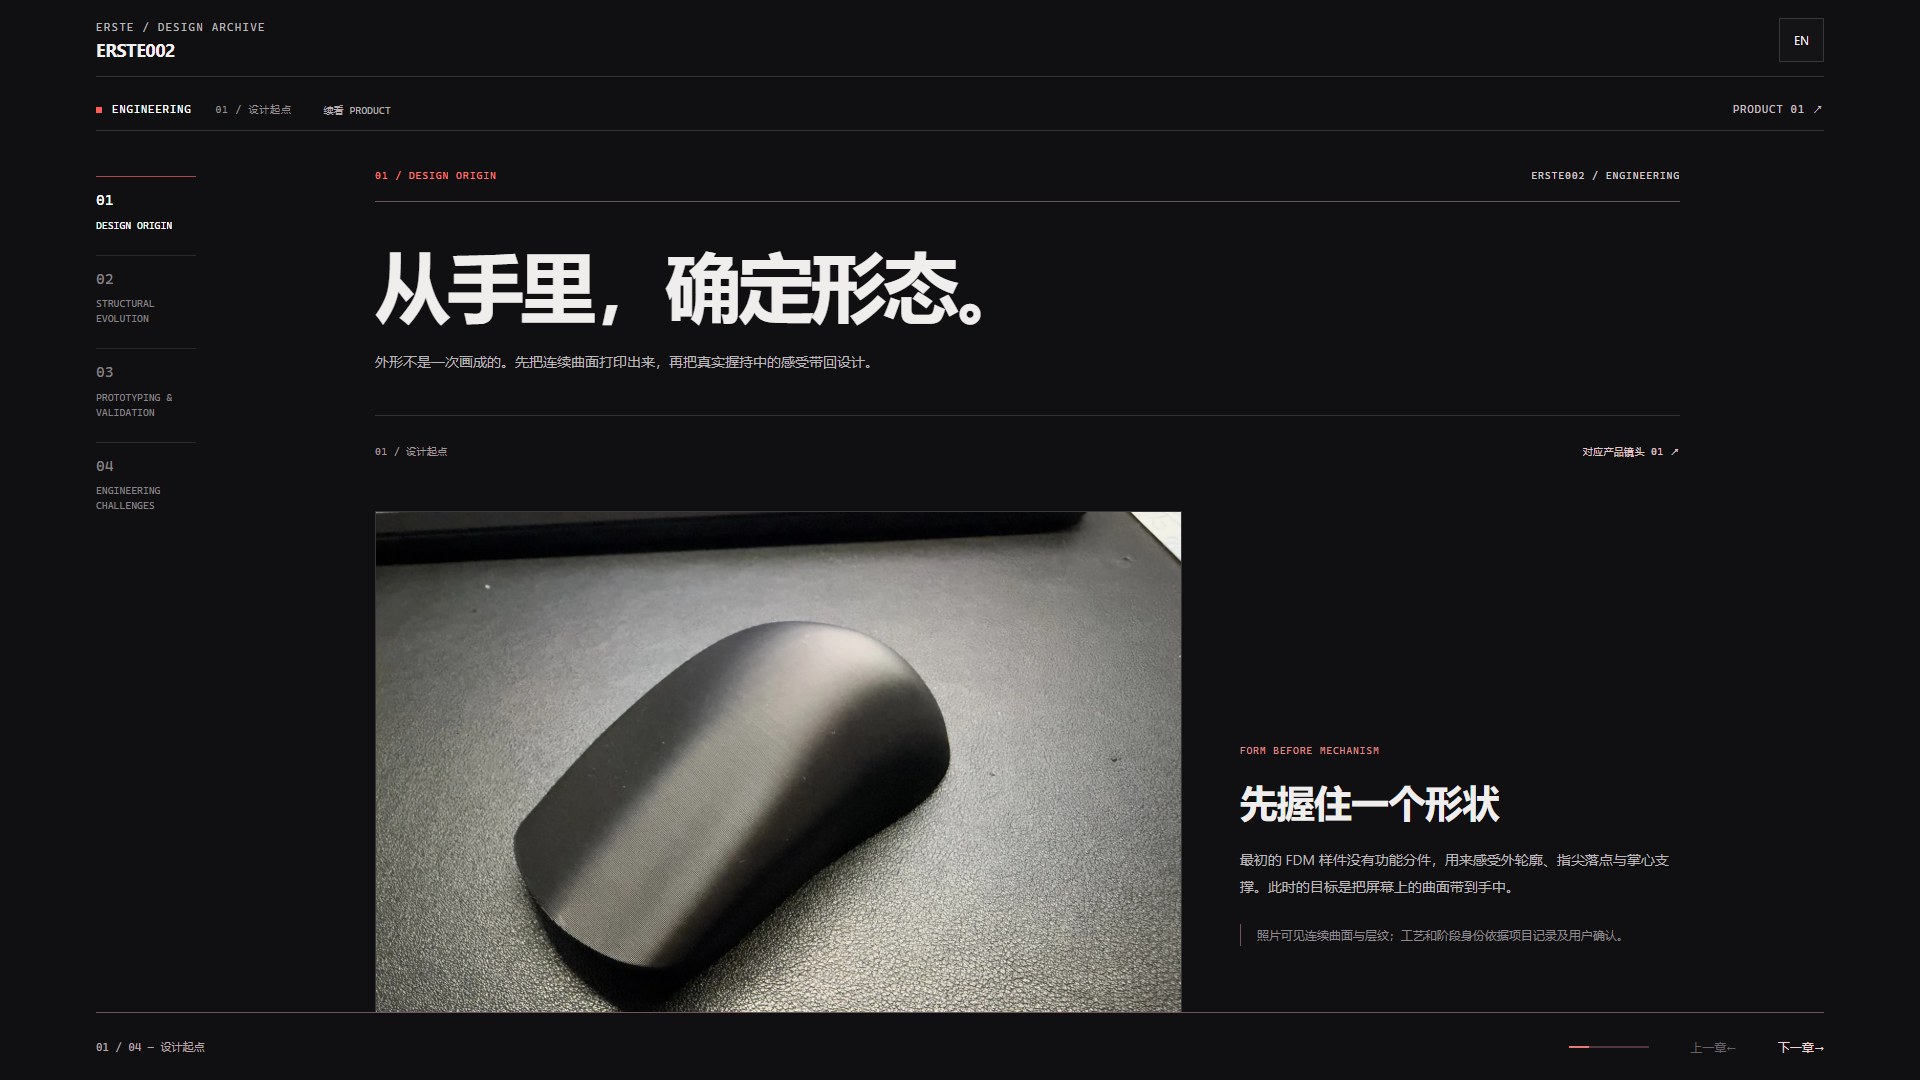 ERSTE / DESIGN ARCHIVE
ERSTE002
EN
ENGINEERING
01 / 设计起点
续看 PRODUCT
PRODUCT 01 ↗
01
DESIGN ORIGIN
02
STRUCTURAL
EVOLUTION
03
PROTOTYPING &
VALIDATION
04
ENGINEERING
CHALLENGES
01 / DESIGN ORIGIN
ERSTE002 / ENGINEERING
从手里，确定形态。
外形不是一次画成的。先把连续曲面打印出来，再把真实握持中的感受带回设计。
01 / 设计起点
对应产品镜头 01 ↗
FORM BEFORE MECHANISM
先握住一个形状
最初的 FDM 样件没有功能分件，用来感受外轮廓、指尖落点与掌心支
撑。此时的目标是把屏幕上的曲面带到手中。
照片可见连续曲面与层纹；工艺和阶段身份依据项目记录及用户确认。
01 / 04 — 设计起点
上一章←
下一章→